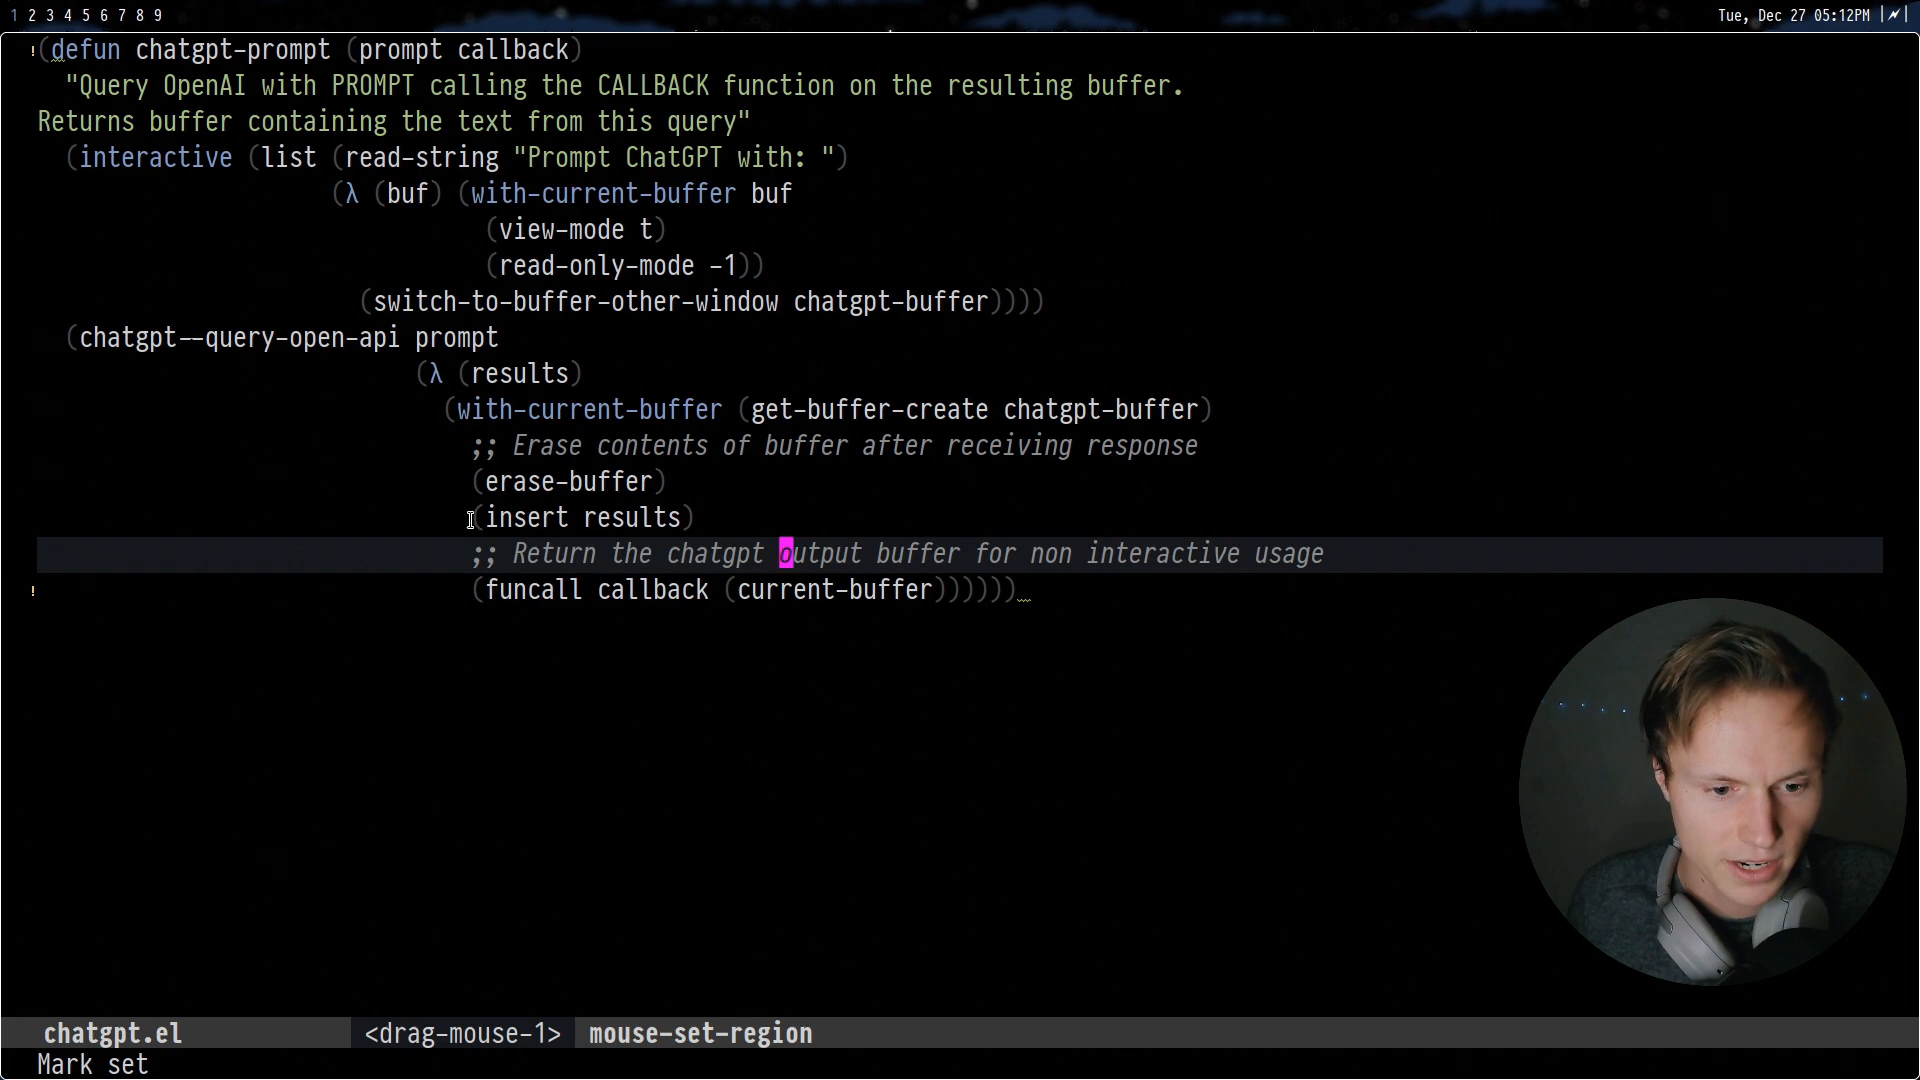 1 2 3 4 5 6 7 8 9
Tue, Dec 27 05:12PM
!(defun chatgpt-prompt (prompt callback)
"Query OpenAI with PROMPT calling the CALLBACK function on the resulting buffer.
Returns buffer containing the text from this query"
(interactive (list (read-string "Prompt ChatGPT with: ")
(λ (buf) (with-current-buffer buf
(view-mode t)
(read-only-mode -1))
(switch-to-buffer-other-window chatgpt-buffer))))
(chatgpt--query-open-api prompt
(λ (results)
(with-current-buffer (get-buffer-create chatgpt-buffer)
;; Erase contents of buffer after receiving response
(erase-buffer)
(insert results)
;; Return the chatgpt output buffer for non interactive usage
! (funcall callback (current-buffer))))))
chatgpt.el <drag-mouse-1> mouse-set-region
Mark set